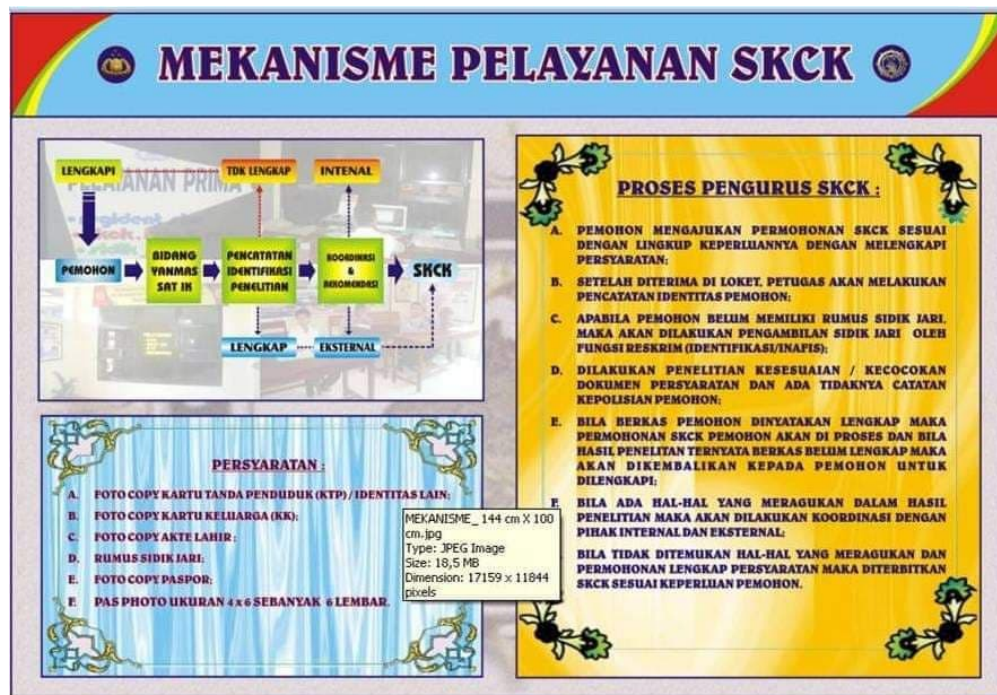 MEKANISME PELAYANAN SKCK
LENGKAPI
TDK LENGKAP
INTENAL
PELAYANAN PRIMA
PEMOHON
BIDANG
YANMAS
SAT IK
PENCATATAN
IDENTIFIKASI
PENELITIAN
KOORDINASI
&
REKOMENDASI
SKCK
LENGKAP
EKSTERNAL
PERSYARATAN :
A. FOTO COPY KARTU TANDA PENDUDUK (KTP) / IDENTITAS LAIN;
B. FOTO COPY KARTU KELUARGA (KK);
C. FOTO COPY AKTE LAHIR;
D. RUMUS SIDIK JARI;
E. FOTO COPY PASPOR;
F. PAS PHOTO UKURAN 4 x 6 SEBANYAK 6 LEMBAR.
MEKANISME_ 144 cm X 100
cm.jpg
Type: JPEG Image
Size: 18,5 MB
Dimension: 17159 x 11844
pixels
PROSES PENGURUS SKCK :
A. PEMOHON MENGAJUKAN PERMOHONAN SKCK SESUAI
DENGAN LINGKUP KEPERLUANNYA DENGAN MELENGKAPI
PERSYARATAN;
B. SETELAH DITERIMA DI LOKET, PETUGAS AKAN MELAKUKAN
PENCATATAN IDENTITAS PEMOHON;
C. APABILA PEMOHON BELUM MEMILIKI RUMUS SIDIK JARI,
MAKA AKAN DILAKUKAN PENGAMBILAN SIDIK JARI OLEH
FUNGSI RESKRIM (IDENTIFIKASI/INAFIS);
D. DILAKUKAN PENELITIAN KESESUAIAN / KECOCOKAN
DOKUMEN PERSYARATAN DAN ADA TIDAKNYA CATATAN
KEPOLISIAN PEMOHON;
E. BILA BERKAS PEMOHON DINYATAKAN LENGKAP MAKA
PERMOHONAN SKCK PEMOHON AKAN DI PROSES DAN BILA
HASIL PENELITAN TERNYATA BERKAS BELUM LENGKAP MAKA
AKAN DIKEMBALIKAN KEPADA PEMOHON UNTUK
DILENGKAPI;
F. BILA ADA HAL-HAL YANG MERAGUKAN DALAM HASIL
PENELITIAN MAKA AKAN DILAKUKAN KOORDINASI DENGAN
PIHAK INTERNAL DAN EKSTERNAL;
BILA TIDAK DITEMUKAN HAL-HAL YANG MERAGUKAN DAN
PERMOHONAN LENGKAP PERSYARATAN MAKA DITERBITKAN
SKCK SESUAI KEPERLUAN PEMOHON.